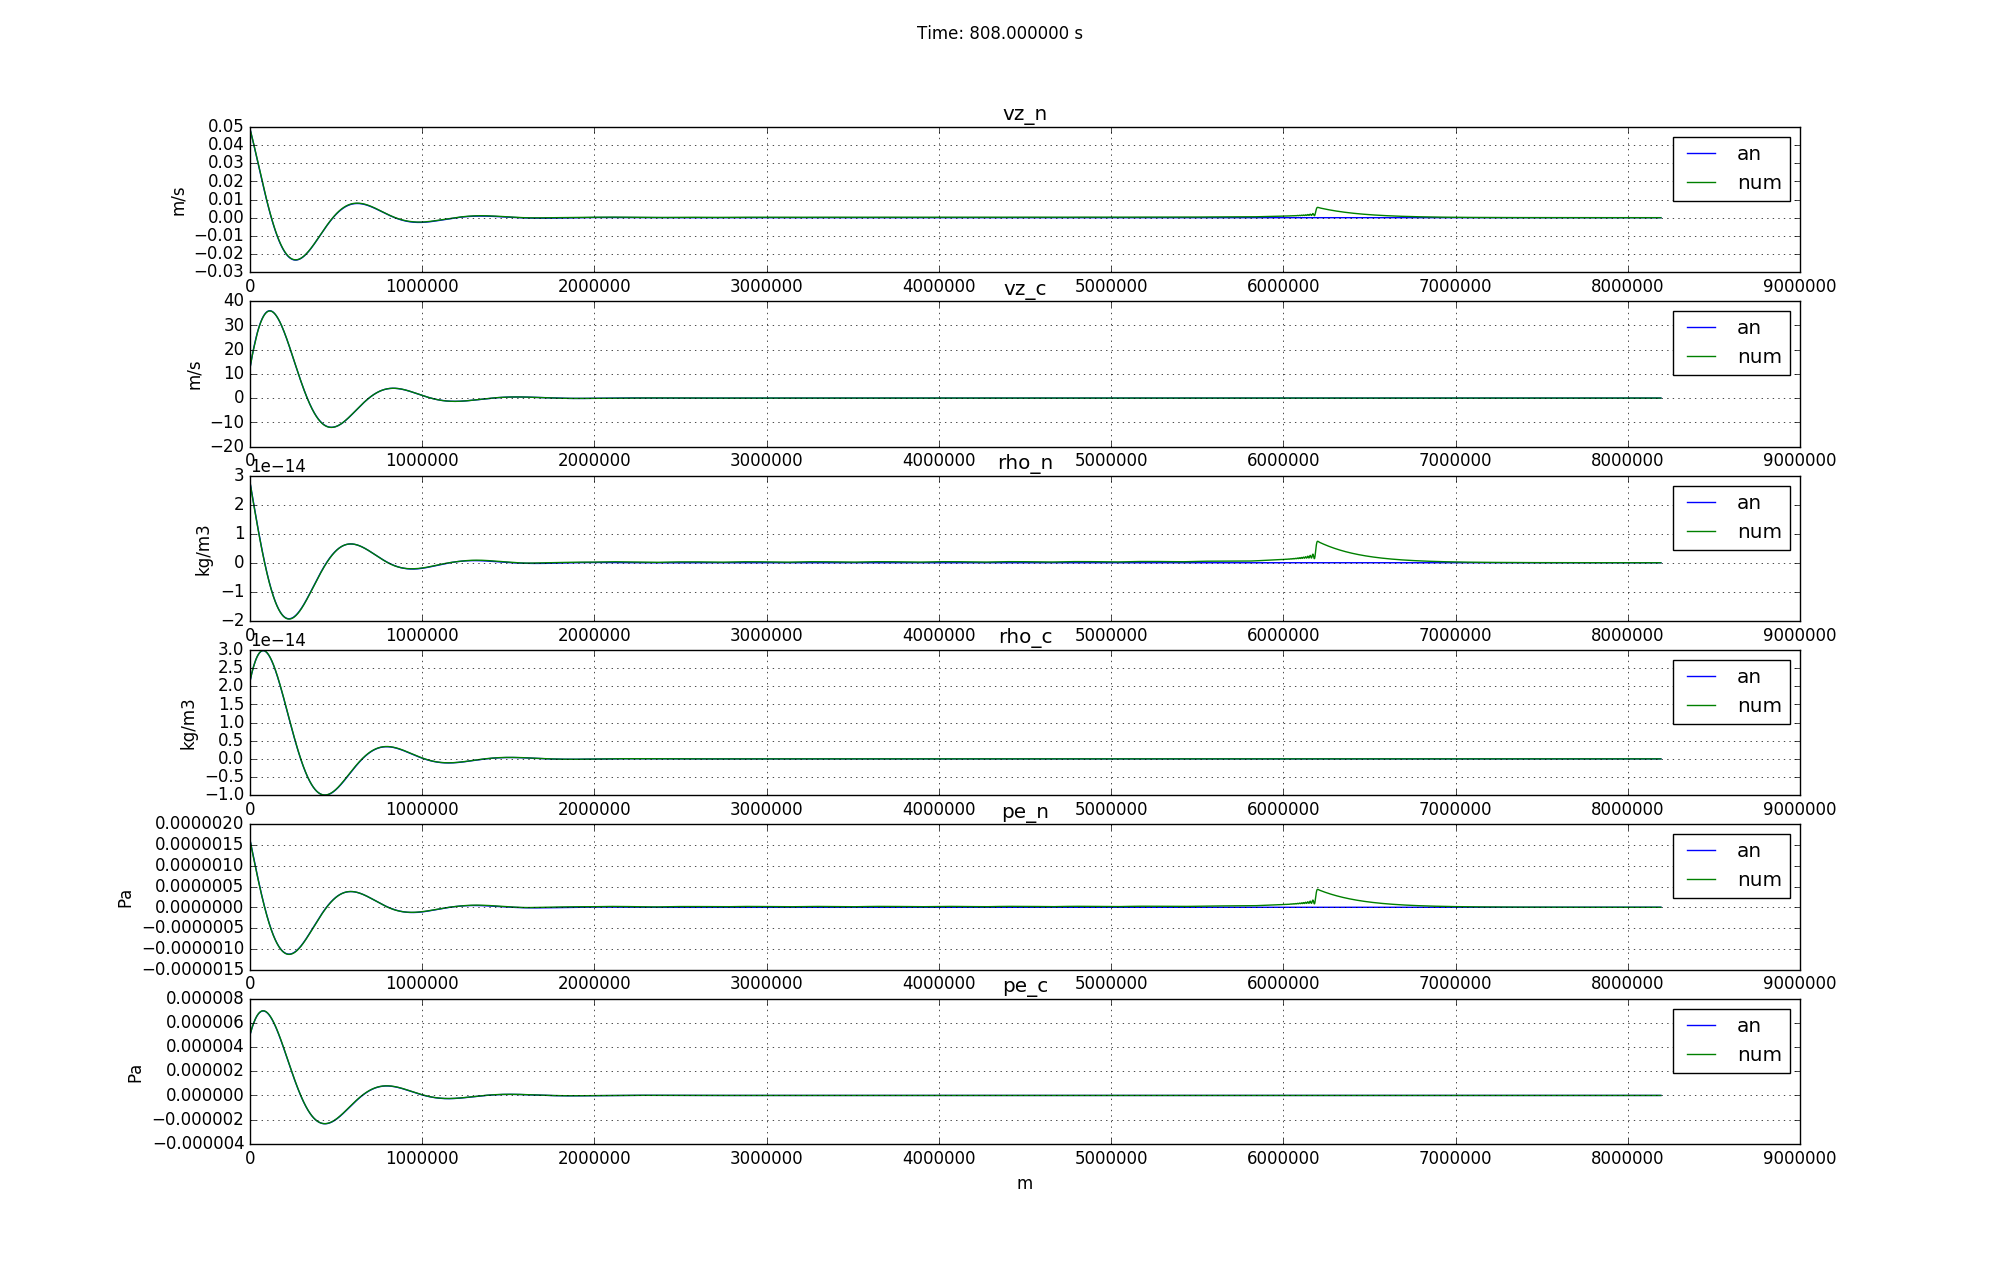 Time: 808.000000 s
vz_n
0.05
0.04
0.03
0.02
0.01
0.00
−0.01
−0.02
−0.03
m/s
an
num
0 1000000 2000000 3000000 4000000 5000000 6000000 7000000 8000000 9000000
vz_c
40
30
20
10
0
−10
−20
m/s
an
num
0 1000000 2000000 3000000 4000000 5000000 6000000 7000000 8000000 9000000
1e−14
rho_n
3
2
1
0
−1
−2
kg/m3
an
num
0 1000000 2000000 3000000 4000000 5000000 6000000 7000000 8000000 9000000
1e−14
rho_c
3.0
2.5
2.0
1.5
1.0
0.5
0.0
−0.5
−1.0
kg/m3
an
num
0 1000000 2000000 3000000 4000000 5000000 6000000 7000000 8000000 9000000
pe_n
0.0000020
0.0000015
0.0000010
0.0000005
0.0000000
−0.0000005
−0.0000010
−0.0000015
Pa
an
num
0 1000000 2000000 3000000 4000000 5000000 6000000 7000000 8000000 9000000
pe_c
0.000008
0.000006
0.000004
0.000002
0.000000
−0.000002
−0.000004
Pa
an
num
0 1000000 2000000 3000000 4000000 5000000 6000000 7000000 8000000 9000000
m